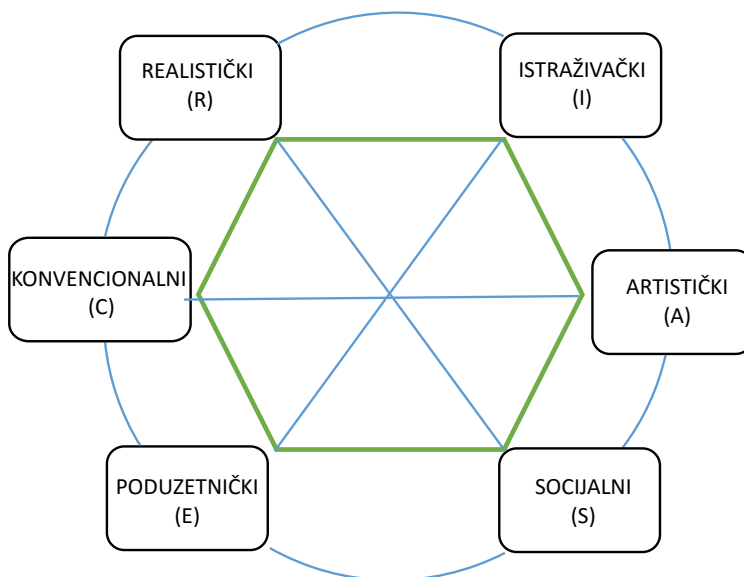 REALISTIČKI
(R)
ISTRAŽIVAČKI
(I)
KONVENCIONALNI
(C)
ARTISTIČKI
(A)
PODUZETNIČKI
(E)
SOCIJALNI
(S)